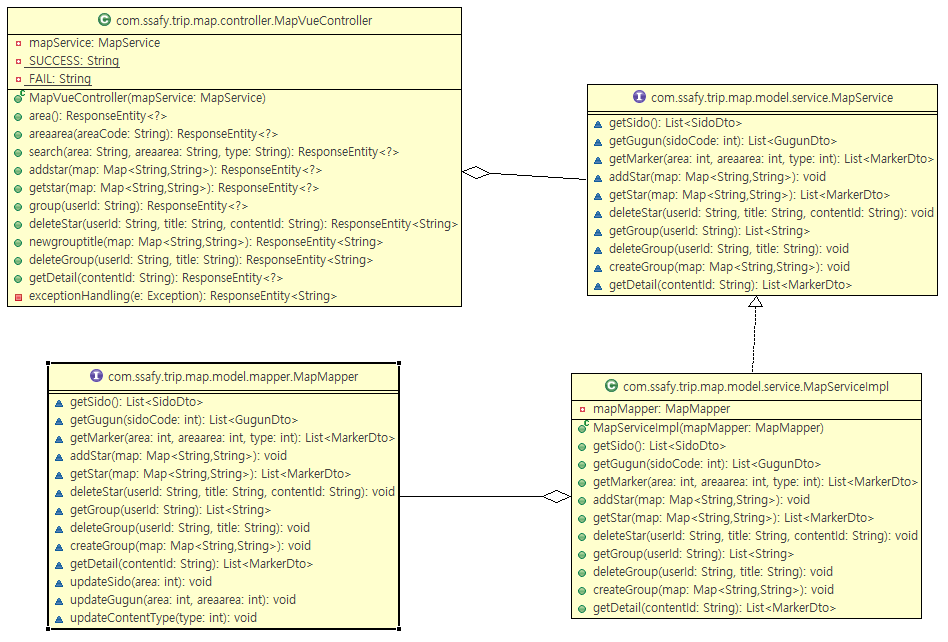 com.ssafy.trip.map.controller.MapVueController
mapService: MapService
SUCCESS: String
FAIL: String
MapVueController(mapService: MapService)
area(): ResponseEntity<?>
areaarea(areaCode: String): ResponseEntity<?>
search(area: String, areaarea: String, type: String): ResponseEntity<?>
addstar(map: Map<String,String>): ResponseEntity<?>
getstar(map: Map<String,String>): ResponseEntity<?>
group(userId: String): ResponseEntity<?>
deleteStar(userId: String, title: String, contentId: String): ResponseEntity<String>
newgrouptitle(map: Map<String,String>): ResponseEntity<String>
deleteGroup(userId: String, title: String): ResponseEntity<String>
getDetail(contentId: String): ResponseEntity<?>
exceptionHandling(e: Exception): ResponseEntity<String>
com.ssafy.trip.map.model.service.MapService
getSido(): List<SidoDto>
getGugun(sidoCode: int): List<GugunDto>
getMarker(area: int, areaarea: int, type: int): List<MarkerDto>
addStar(map: Map<String,String>): void
getStar(map: Map<String,String>): List<MarkerDto>
deleteStar(userId: String, title: String, contentId: String): void
getGroup(userId: String): List<String>
deleteGroup(userId: String, title: String): void
createGroup(map: Map<String,String>): void
getDetail(contentId: String): List<MarkerDto>
com.ssafy.trip.map.model.mapper.MapMapper
getSido(): List<SidoDto>
getGugun(sidoCode: int): List<GugunDto>
getMarker(area: int, areaarea: int, type: int): List<MarkerDto>
addStar(map: Map<String,String>): void
getStar(map: Map<String,String>): List<MarkerDto>
deleteStar(userId: String, title: String, contentId: String): void
getGroup(userId: String): List<String>
deleteGroup(userId: String, title: String): void
createGroup(map: Map<String,String>): void
getDetail(contentId: String): List<MarkerDto>
updateSido(area: int): void
updateGugun(area: int, areaarea: int): void
updateContentType(type: int): void
com.ssafy.trip.map.model.service.MapServiceImpl
mapMapper: MapMapper
MapServiceImpl(mapMapper: MapMapper)
getSido(): List<SidoDto>
getGugun(sidoCode: int): List<GugunDto>
getMarker(area: int, areaarea: int, type: int): List<MarkerDto>
addStar(map: Map<String,String>): void
getStar(map: Map<String,String>): List<MarkerDto>
deleteStar(userId: String, title: String, contentId: String): void
getGroup(userId: String): List<String>
deleteGroup(userId: String, title: String): void
createGroup(map: Map<String,String>): void
getDetail(contentId: String): List<MarkerDto>